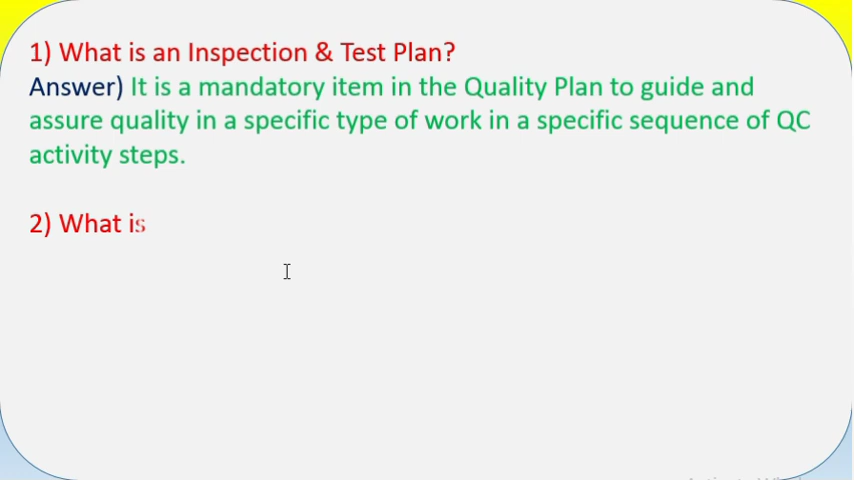 1) What is an Inspection & Test Plan?
Answer) It is a mandatory item in the Quality Plan to guide and
assure quality in a specific type of work in a specific sequence of QC
activity steps.
2) What is